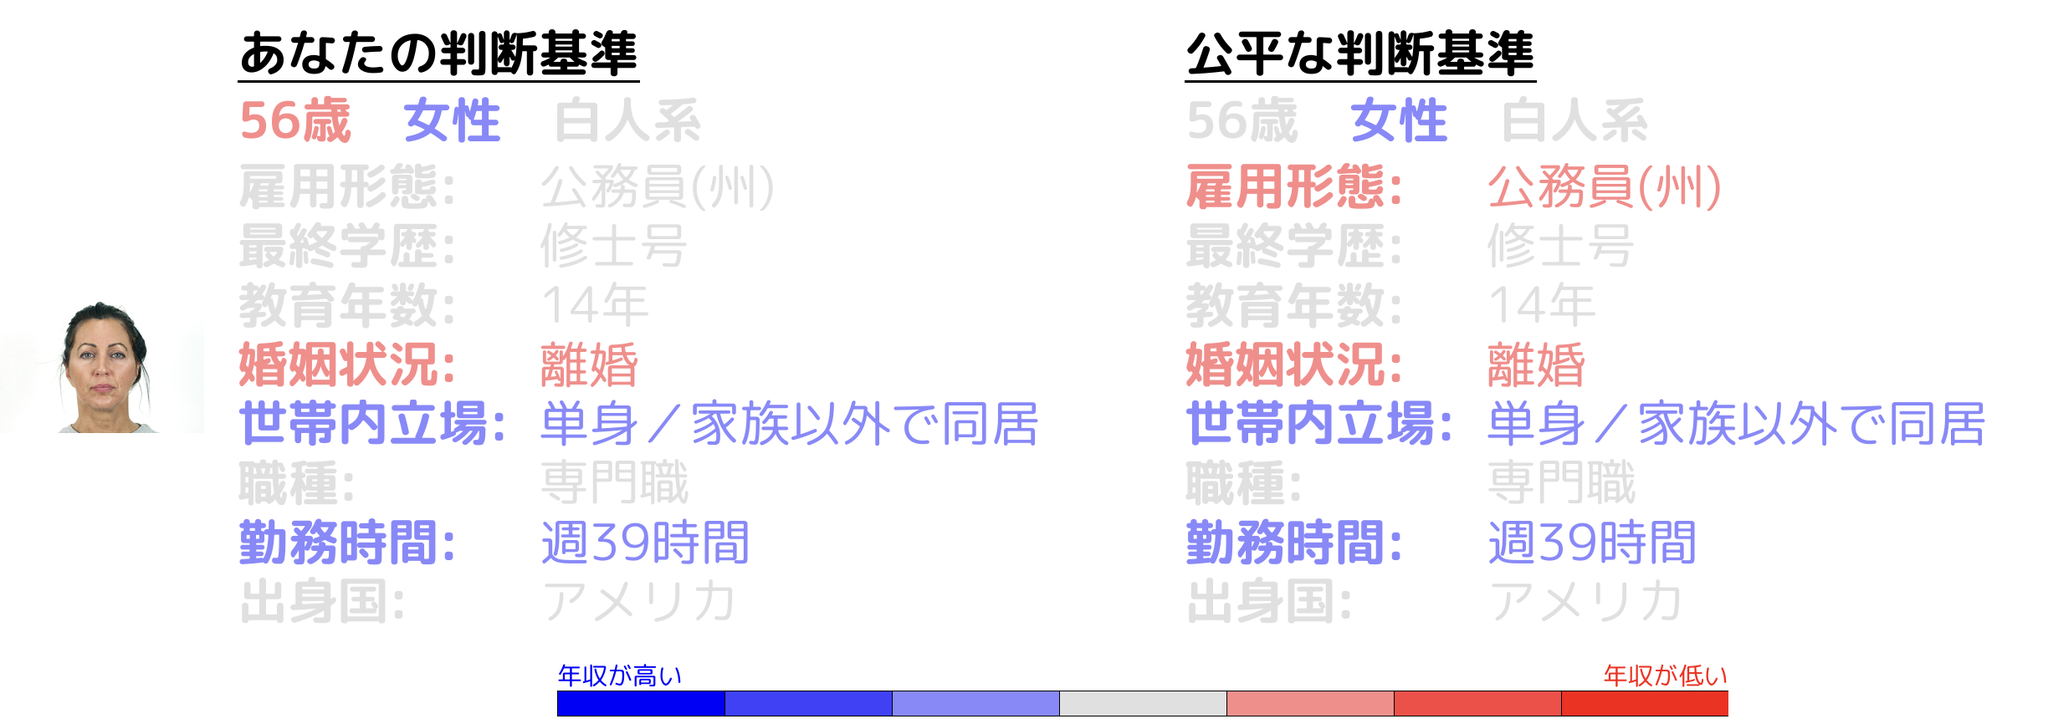 あなたの判断基準
56歳 女性 白人系
雇用形態: 公務員(州)
最終学歴: 修士号
教育年数: 14年
婚姻状況: 離婚
世帯内立場: 単身／家族以外で同居
職種: 専門職
勤務時間: 週39時間
出身国: アメリカ
公平な判断基準
56歳 女性 白人系
雇用形態: 公務員(州)
最終学歴: 修士号
教育年数: 14年
婚姻状況: 離婚
世帯内立場: 単身／家族以外で同居
職種: 専門職
勤務時間: 週39時間
出身国: アメリカ
年収が高い
年収が低い